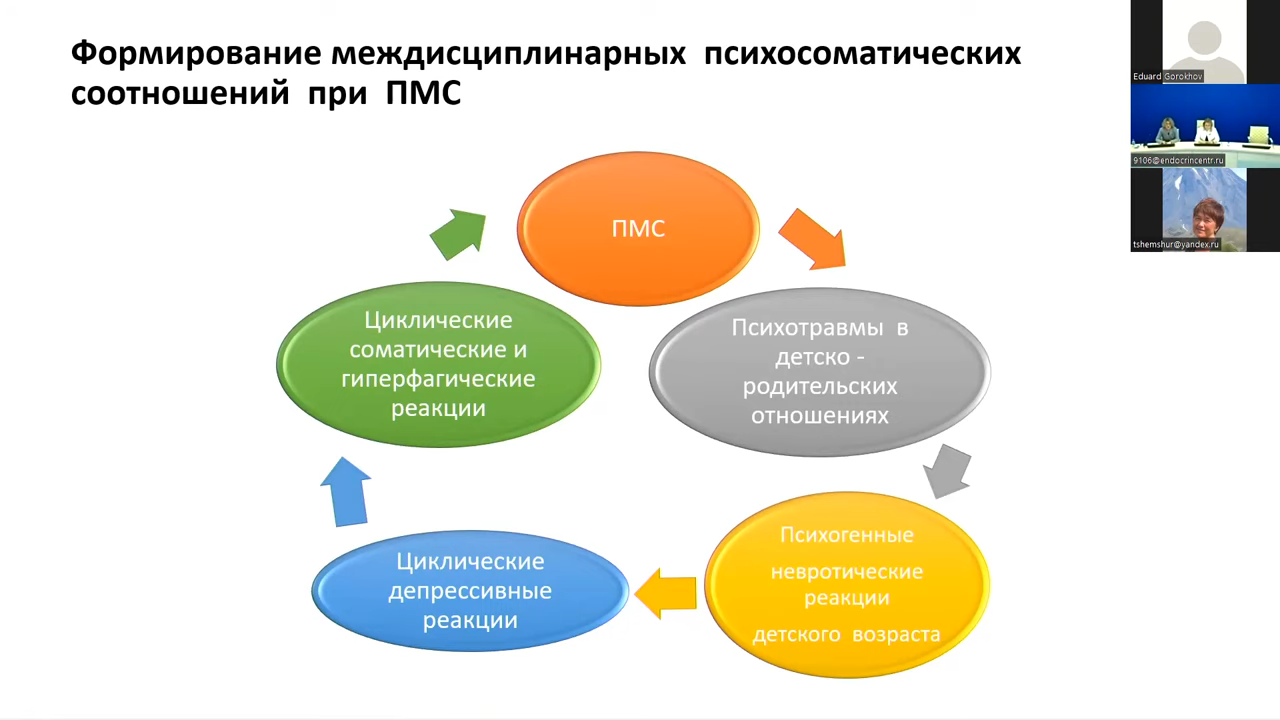 Формирование междисциплинарных психосоматических
соотношений при ПМС
ПМС
Психотравмы в
детско -
родительских
отношениях
Психогенные
невротические
реакции
детского возраста
Циклические
депрессивные
реакции
Циклические
соматические и
гиперфагические
реакции
Eduard Gorokhov
9106@endocrincentr.ru
tshemshur@yandex.ru